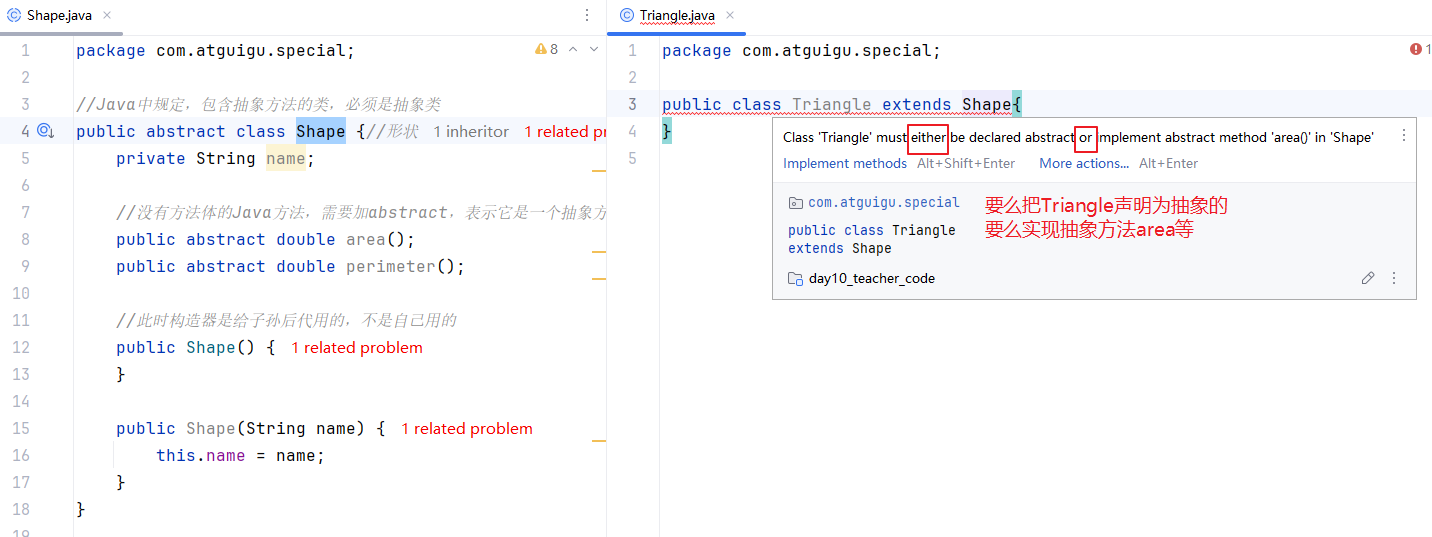 Shape.java
1 package com.atguigu.special;
8
2
3 //Java中规定，包含抽象方法的类，必须是抽象类
4 public abstract class Shape {//形状 1 inheritor 1 related pr
5 private String name;
6
7 //没有方法体的Java方法，需要加abstract，表示它是一个抽象方
8 public abstract double area();
9 public abstract double perimeter();
10
11 //此时构造器是给子孙后代用的，不是自己用的
12 public Shape() { 1 related problem
13 }
14
15 public Shape(String name) { 1 related problem
16 this.name = name;
17 }
18 }
19
Triangle.java
1 package com.atguigu.special;
1
2
3 public class Triangle extends Shape{
4 }
5
Class 'Triangle' must either be declared abstract or implement abstract method 'area()' in 'Shape'
Implement methods Alt+Shift+Enter More actions... Alt+Enter
com.atguigu.special
public class Triangle
extends Shape
要么把Triangle声明为抽象的
要么实现抽象方法area等
day10_teacher_code